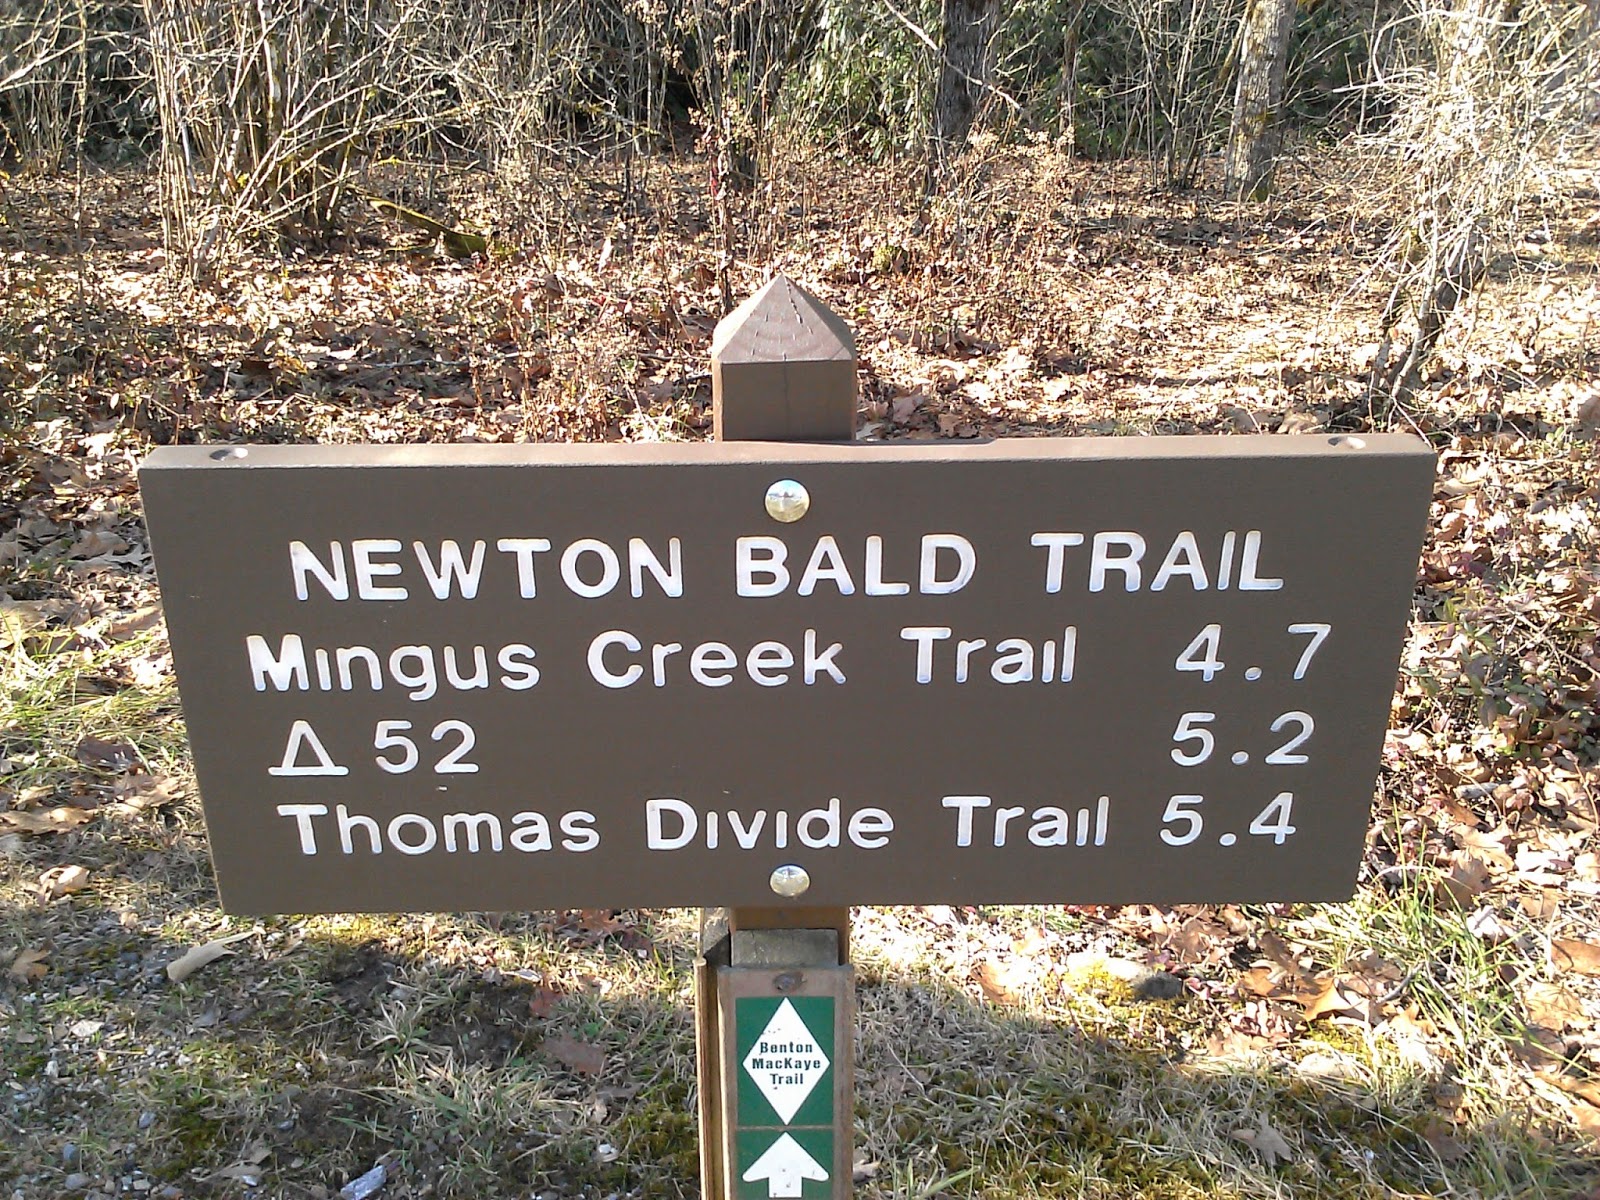 NEWTON BALD TRAIL
Mingus Creek Trail 4.7
Δ 52 5.2
Thomas Divide Trail 5.4
Benton
MacKaye
Trail